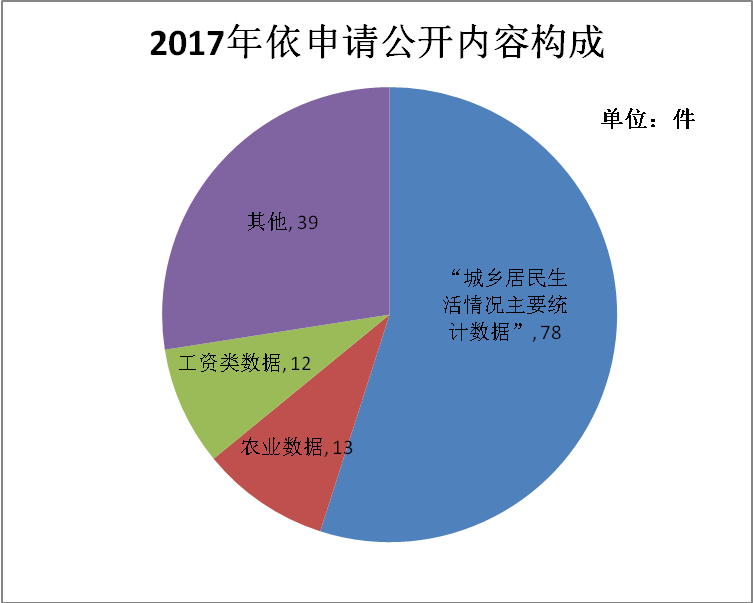 2017年依申请公开内容构成
单位：件
其他, 39
“城乡居民生
活情况主要统
计数据”, 78
工资类数据, 12
农业数据, 13